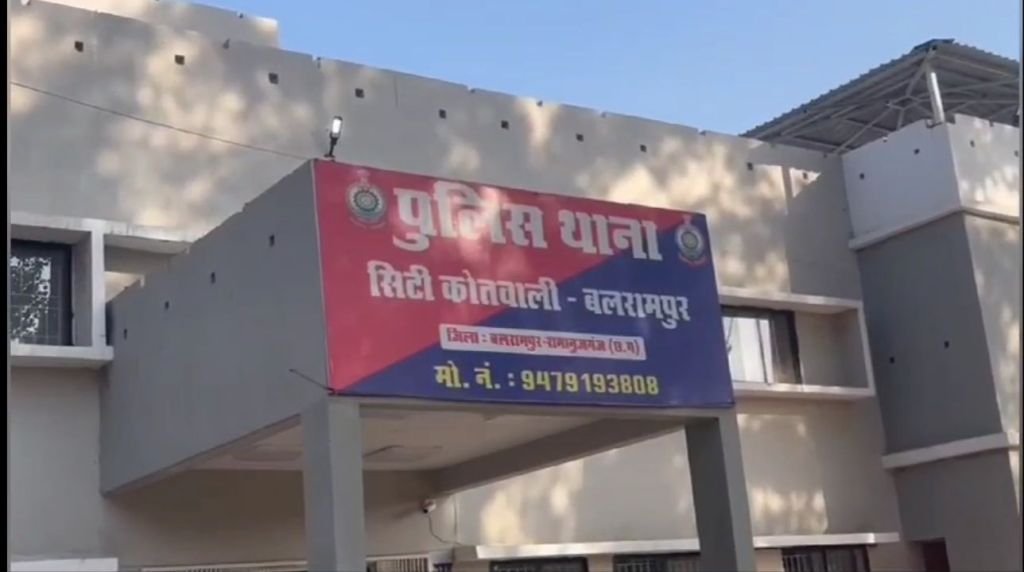 पुलिस थाना
सिटी कोतवाली - बलरामपुर
जिला : बलरामपुर-रामानुजगंज (छ.ग)
मो. नं. : 9479193808